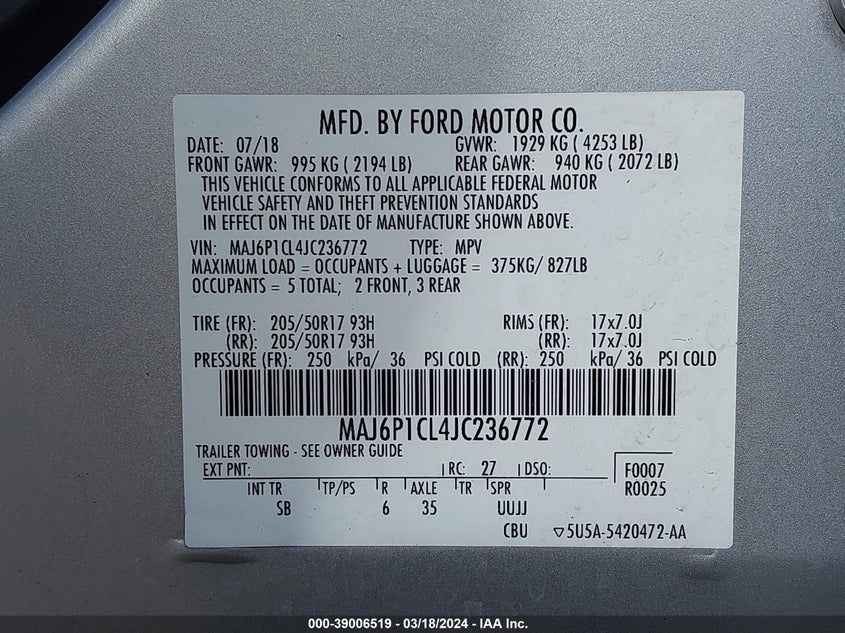 MFD. BY FORD MOTOR CO.
DATE: 07/18 GVWR: 1929 KG ( 4253 LB)
FRONT GAWR: 995 KG ( 2194 LB) REAR GAWR: 940 KG ( 2072 LB)
THIS VEHICLE CONFORMS TO ALL APPLICABLE FEDERAL MOTOR
VEHICLE SAFETY AND THEFT PREVENTION STANDARDS
IN EFFECT ON THE DATE OF MANUFACTURE SHOWN ABOVE.
VIN: MAJ6P1CL4JC236772 TYPE: MPV
MAXIMUM LOAD = OCCUPANTS + LUGGAGE = 375KG/ 827LB
OCCUPANTS = 5 TOTAL; 2 FRONT, 3 REAR
TIRE (FR): 205/50R17 93H RIMS (FR): 17x7.0J
(RR): 205/50R17 93H (RR): 17x7.0J
PRESSURE (FR): 250 kPa/ 36 PSI COLD (RR): 250 kPa/ 36 PSI COLD
MAJ6P1CL4JC236772
TRAILER TOWING - SEE OWNER GUIDE
EXT PNT: RC: 27 DSO: F0007
R0025
INT TR TP/PS R AXLE TR SPR
SB 6 35 UUJJ
CBU ▽5U5A-5420472-AA
000-39006519 - 03/18/2024 - IAA Inc.